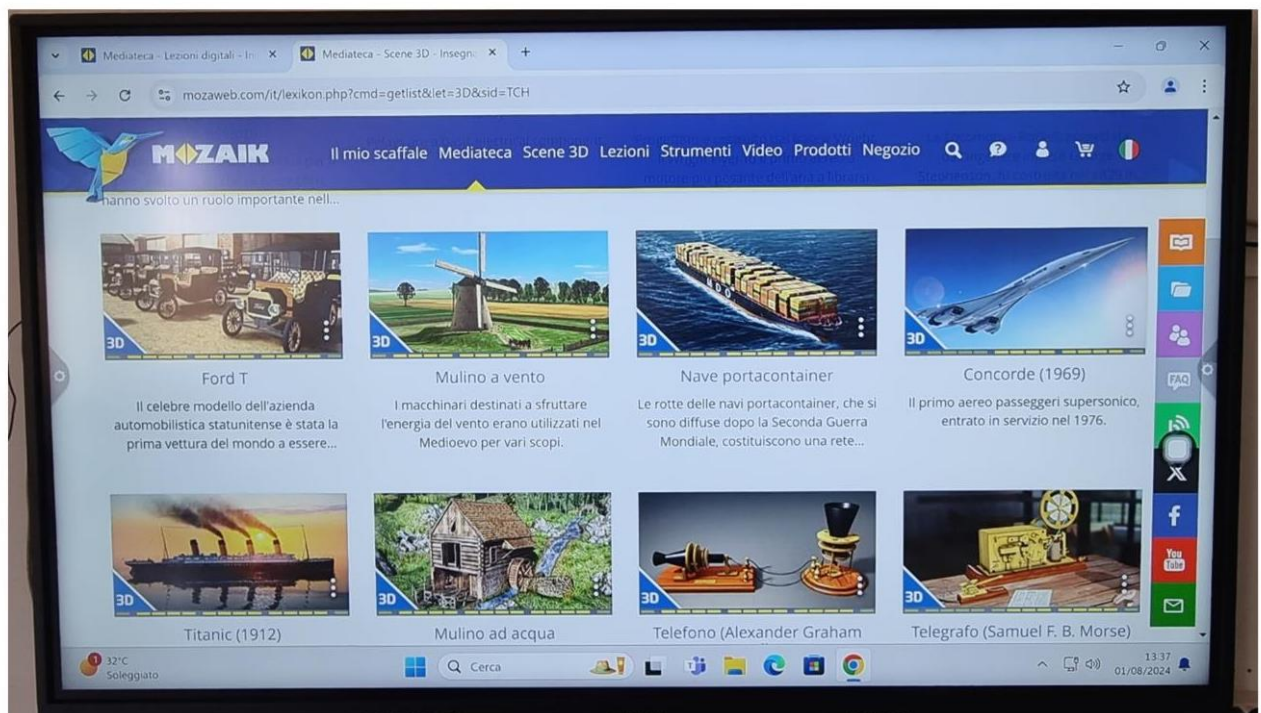 Mediateca - Lezioni digitali - In
Mediateca - Scene 3D - Insegna
mozaweb.com/it/lexikon.php?cmd=getlist&let=3D&sid=TCH
MOZAIK
Il mio scaffale Mediateca Scene 3D Lezioni Strumenti Video Prodotti Negozio
hanno svolto un ruolo importante nell...
3D
3D
3D
3D
FAQ
Ford T
Il celebre modello dell'azienda
automobilistica statunitense è stata la
prima vettura del mondo a essere...
Mulino a vento
I macchinari destinati a sfruttare
l'energia del vento erano utilizzati nel
Medioevo per vari scopi.
Nave portacontainer
Le rotte delle navi portacontainer, che si
sono diffuse dopo la Seconda Guerra
Mondiale, costituiscono una rete...
Concorde (1969)
Il primo aereo passeggeri supersonico,
entrato in servizio nel 1976.
X
f
You
Tube
3D
3D
3D
3D
Titanic (1912)
Mulino ad acqua
Telefono (Alexander Graham
Telegrafo (Samuel F. B. Morse)
1
32°C
Soleggiato
Cerca
13:37
01/08/2024